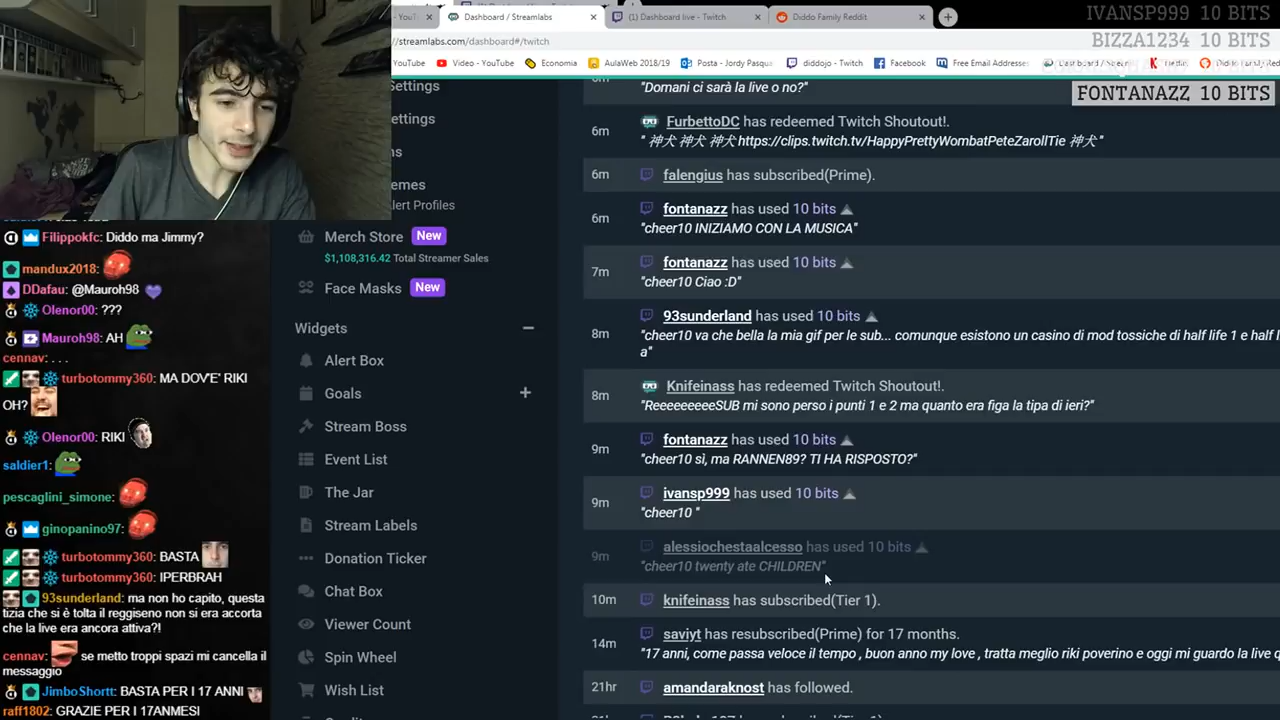 YouT
Dashboard / Streamlabs
(1) Dashboard live - Twitch
Diddo Family Reddit
IVANSP999 10 BITS
//streamlabs.com/dashboard#/twitch
BIZZA1234 10 BITS
YouTube
Video - YouTube
Economia
AulaWeb 2018/19
Posta - Jordy Pasqua
diddojo - Twitch
Facebook
Free Email Addresse
FONTANAZZ 10 BITS
ettings
ettings
ns
emes
Alert Profiles
Merch Store New
$1,108,316.42 Total Streamer Sales
Face Masks New
Widgets
Alert Box
Goals
Stream Boss
Event List
The Jar
Stream Labels
Donation Ticker
Chat Box
Viewer Count
Spin Wheel
Wish List
"Domani ci sarà la live o no?"
6m FurbettoDC has redeemed Twitch Shoutout!.
" 神犬 神犬 神犬 https://clips.twitch.tv/HappyPrettyWombatPeteZarollTie 神犬 "
6m falengius has subscribed(Prime).
6m fontanazz has used 10 bits
"cheer10 INIZIAMO CON LA MUSICA"
7m fontanazz has used 10 bits
"cheer10 Ciao :D"
8m 93sunderland has used 10 bits
"cheer10 va che bella la mia gif per le sub... comunque esistono un casino di mod tossiche di half life 1 e half l
a"
8m Knifeinass has redeemed Twitch Shoutout!.
"ReeeeeeeeSUB mi sono perso i punti 1 e 2 ma quanto era figa la tipa di ieri?"
9m fontanazz has used 10 bits
"cheer10 sì, ma RANNEN89? TI HA RISPOSTO?"
9m ivansp999 has used 10 bits
"cheer10 "
9m alessiochestaalcesso has used 10 bits
"cheer10 twenty ate CHILDREN"
10m knifeinass has subscribed(Tier 1).
14m saviyt has resubscribed(Prime) for 17 months.
"17 anni, come passa veloce il tempo , buon anno my love , tratta meglio riki poverino e oggi mi guardo la live q
21hr amandaraknost has followed.
Filippokfc: Diddo ma Jimmy?
mandux2018:
DDafau: @Mauroh98
Olenor00: ???
Mauroh98: AH
cennav: . . .
turbotommy360: MA DOV'E' RIKI
OH?
Olenor00: RIKI
saldier1:
pescaglini_simone:
ginopanino97:
turbotommy360: BASTA
turbotommy360: IPERBRAH
93sunderland: ma non ho capito, questa
tizia che si è tolta il reggiseno non si era accorta
che la live era ancora attiva?!
cennav: se metto troppi spazi mi cancella il
messaggio
JimboShortt: BASTA PER I 17 ANNI
raff1802: GRAZIE PER I 17ANMESI